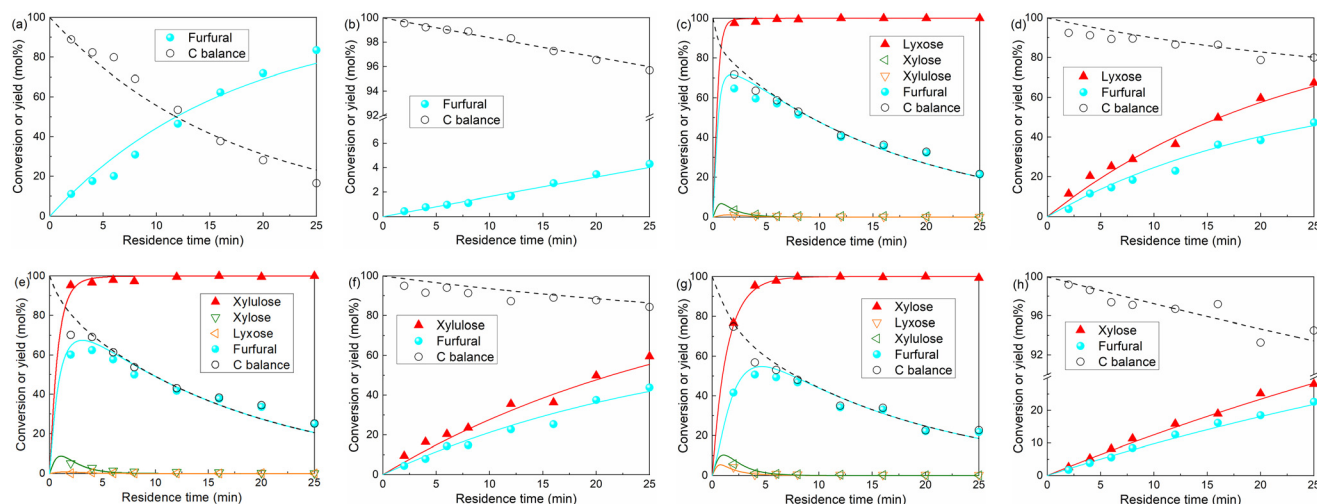 (a)
Conversion or yield (mol%)
100
80
60
40
20
0
Furfural
C balance
0 5 10 15 20 25
Residence time (min)
(b)
Conversion or yield (mol%)
100
98
96
94
92
6
4
2
0
Furfural
C balance
0 5 10 15 20 25
Residence time (min)
(c)
Conversion or yield (mol%)
100
80
60
40
20
0
Lyxose
Xylose
Xylulose
Furfural
C balance
0 5 10 15 20 25
Residence time (min)
(d)
Conversion or yield (mol%)
100
80
60
40
20
0
Lyxose
Furfural
C balance
0 5 10 15 20 25
Residence time (min)
(e)
Conversion or yield (mol%)
100
80
60
40
20
0
Xylulose
Xylose
Lyxose
Furfural
C balance
0 5 10 15 20 25
Residence time (min)
(f)
Conversion or yield (mol%)
100
80
60
40
20
0
Xylulose
Furfural
C balance
0 5 10 15 20 25
Residence time (min)
(g)
Conversion or yield (mol%)
100
80
60
40
20
0
Xylose
Lyxose
Xylulose
Furfural
C balance
0 5 10 15 20 25
Residence time (min)
(h)
Conversion or yield (mol%)
100
96
92
30
20
10
0
Xylose
Furfural
C balance
0 5 10 15 20 25
Residence time (min)